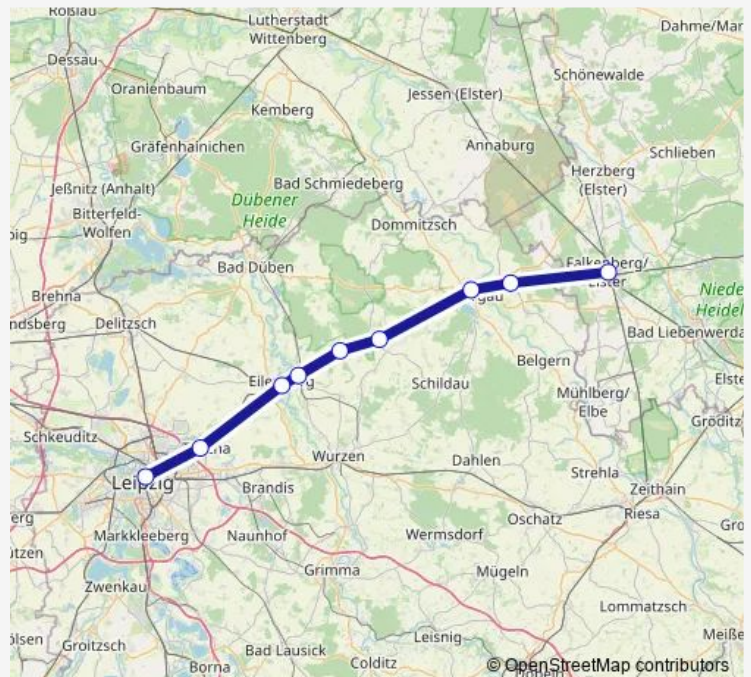 Roßlau
Lutherstadt
Wittenberg
Dahme/Mar
Dessau
Schönewalde
Oranienbaum
Jessen (Elster)
Kemberg
Gräfenhainichen
Annaburg
Schlieben
Herzberg
(Elster)
Jeßnitz (Anhalt)
Bad Schmiedeberg
Dübener
Heide
Bitterfeld-
Wolfen
Dommitzsch
Bad Düben
Falkenberg/
Elster
Brehna
Niede
Heidel
ndsberg
Delitzsch
Bad Liebenwerda
Belgern
Schildau
Mühlberg/
Elbe
Elste
Gröditz
Schkeuditz
Leipzig
Wurzen
Dahlen
Strehla
Brandis
Zeithain
Riesa
Oschatz
Markkleeberg
Naunhof
Wermsdorf
Grimma
Mügeln
Zwenkau
Lommatzsch
Leisnig
Meiße
Groitzsch
Bad Lausick
Colditz
Borna
© OpenStreetMap contributors